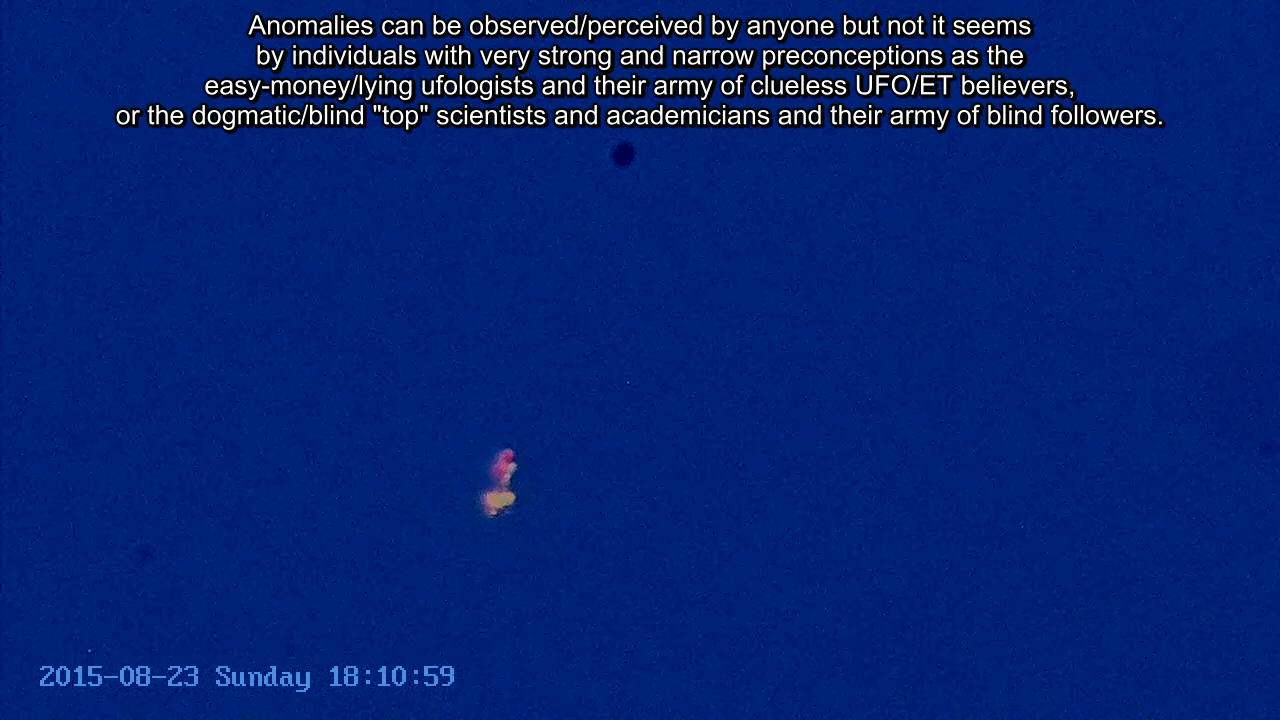 Anomalies can be observed/perceived by anyone but not it seems
by individuals with very strong and narrow preconceptions as the
easy-money/lying ufologists and their army of clueless UFO/ET believers,
or the dogmatic/blind "top" scientists and academicians and their army of blind followers.
2015-08-23 Sunday 18:10:59